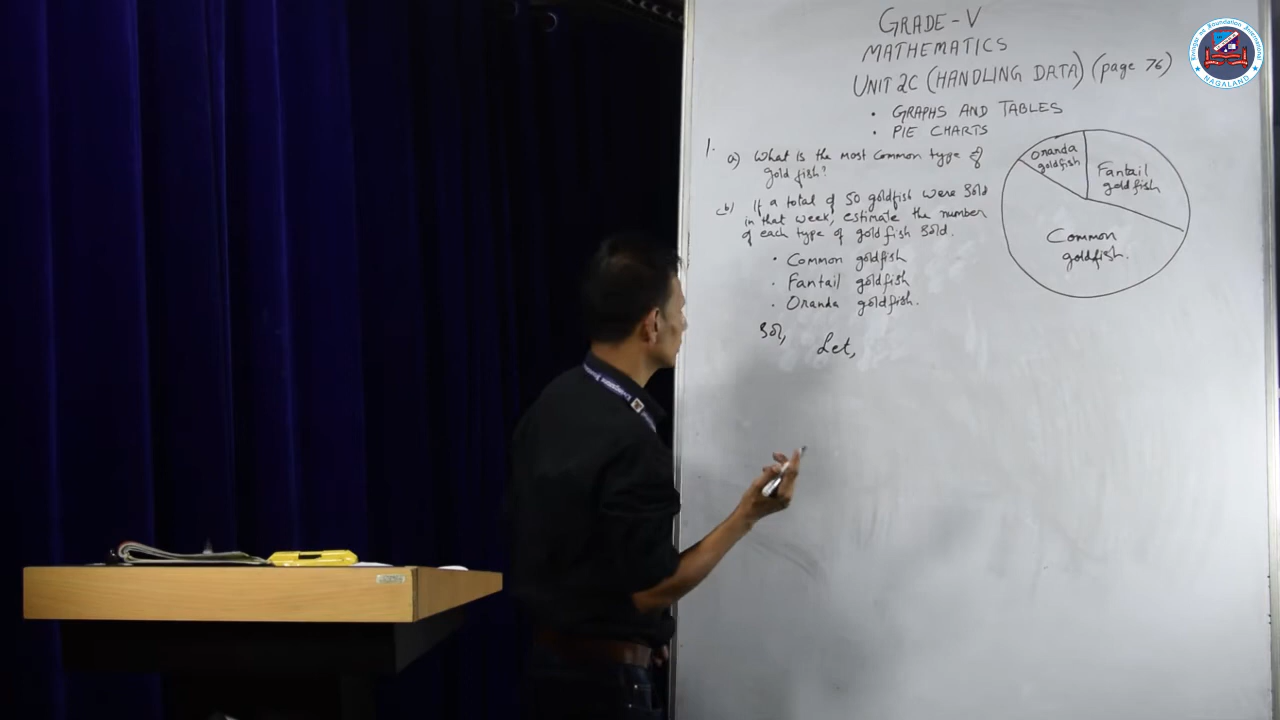 GRADE-V
MATHEMATICS
UNIT 2C (HANDLING DATA) (page 76)
• GRAPHS AND TABLES
• PIE CHARTS
1.
a) What is the most common type of
gold fish?
b) If a total of 50 goldfish were sold
in that week, estimate the number
of each type of goldfish sold.
• Common goldfish
• Fantail goldfish
• Oranda goldfish.
Sol,
Let,
Oranda
goldfish
Fantail
goldfish
Common
goldfish.
NAGALAND